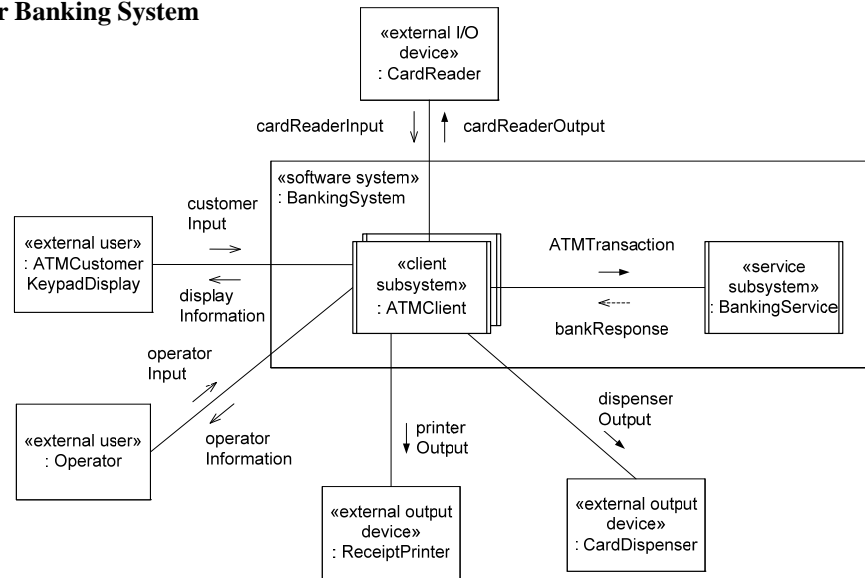 r Banking System
«external I/O
device»
: CardReader
cardReaderInput
cardReaderOutput
«software system»
: BankingSystem
customer
Input
«external user»
: ATMCustomer
KeypadDisplay
display
Information
«client
subsystem»
: ATMClient
ATMTransaction
bankResponse
«service
subsystem»
: BankingService
operator
Input
operator
Information
«external user»
: Operator
printer
Output
dispenser
Output
«external output
device»
: ReceiptPrinter
«external output
device»
: CardDispenser